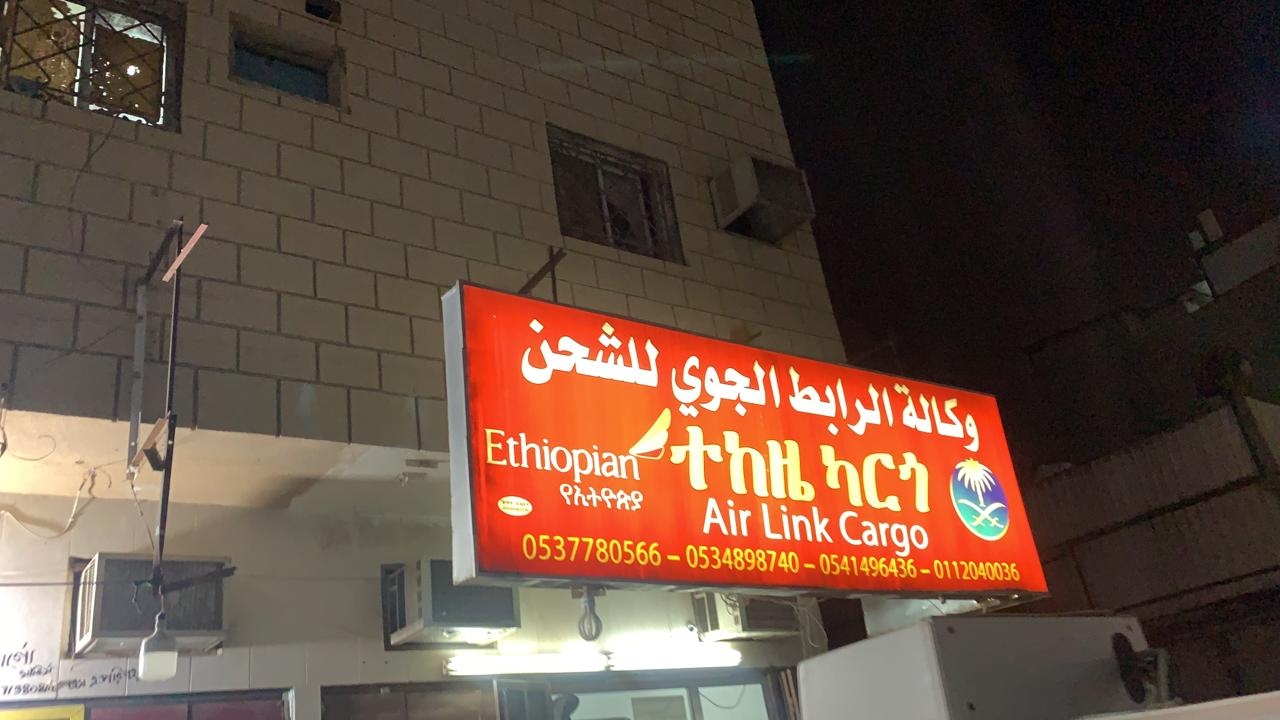 وكالة الرابط الجوي للشحن
Ethiopian
የኢትዮጵያ
ተከዜ ካርጎ
Air Link Cargo
0537780566 – 0534898740 – 0541496436 – 0112040036